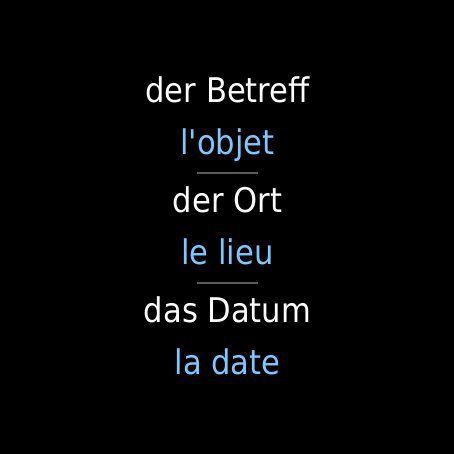 der Betreff
l'objet
der Ort
le lieu
das Datum
la date